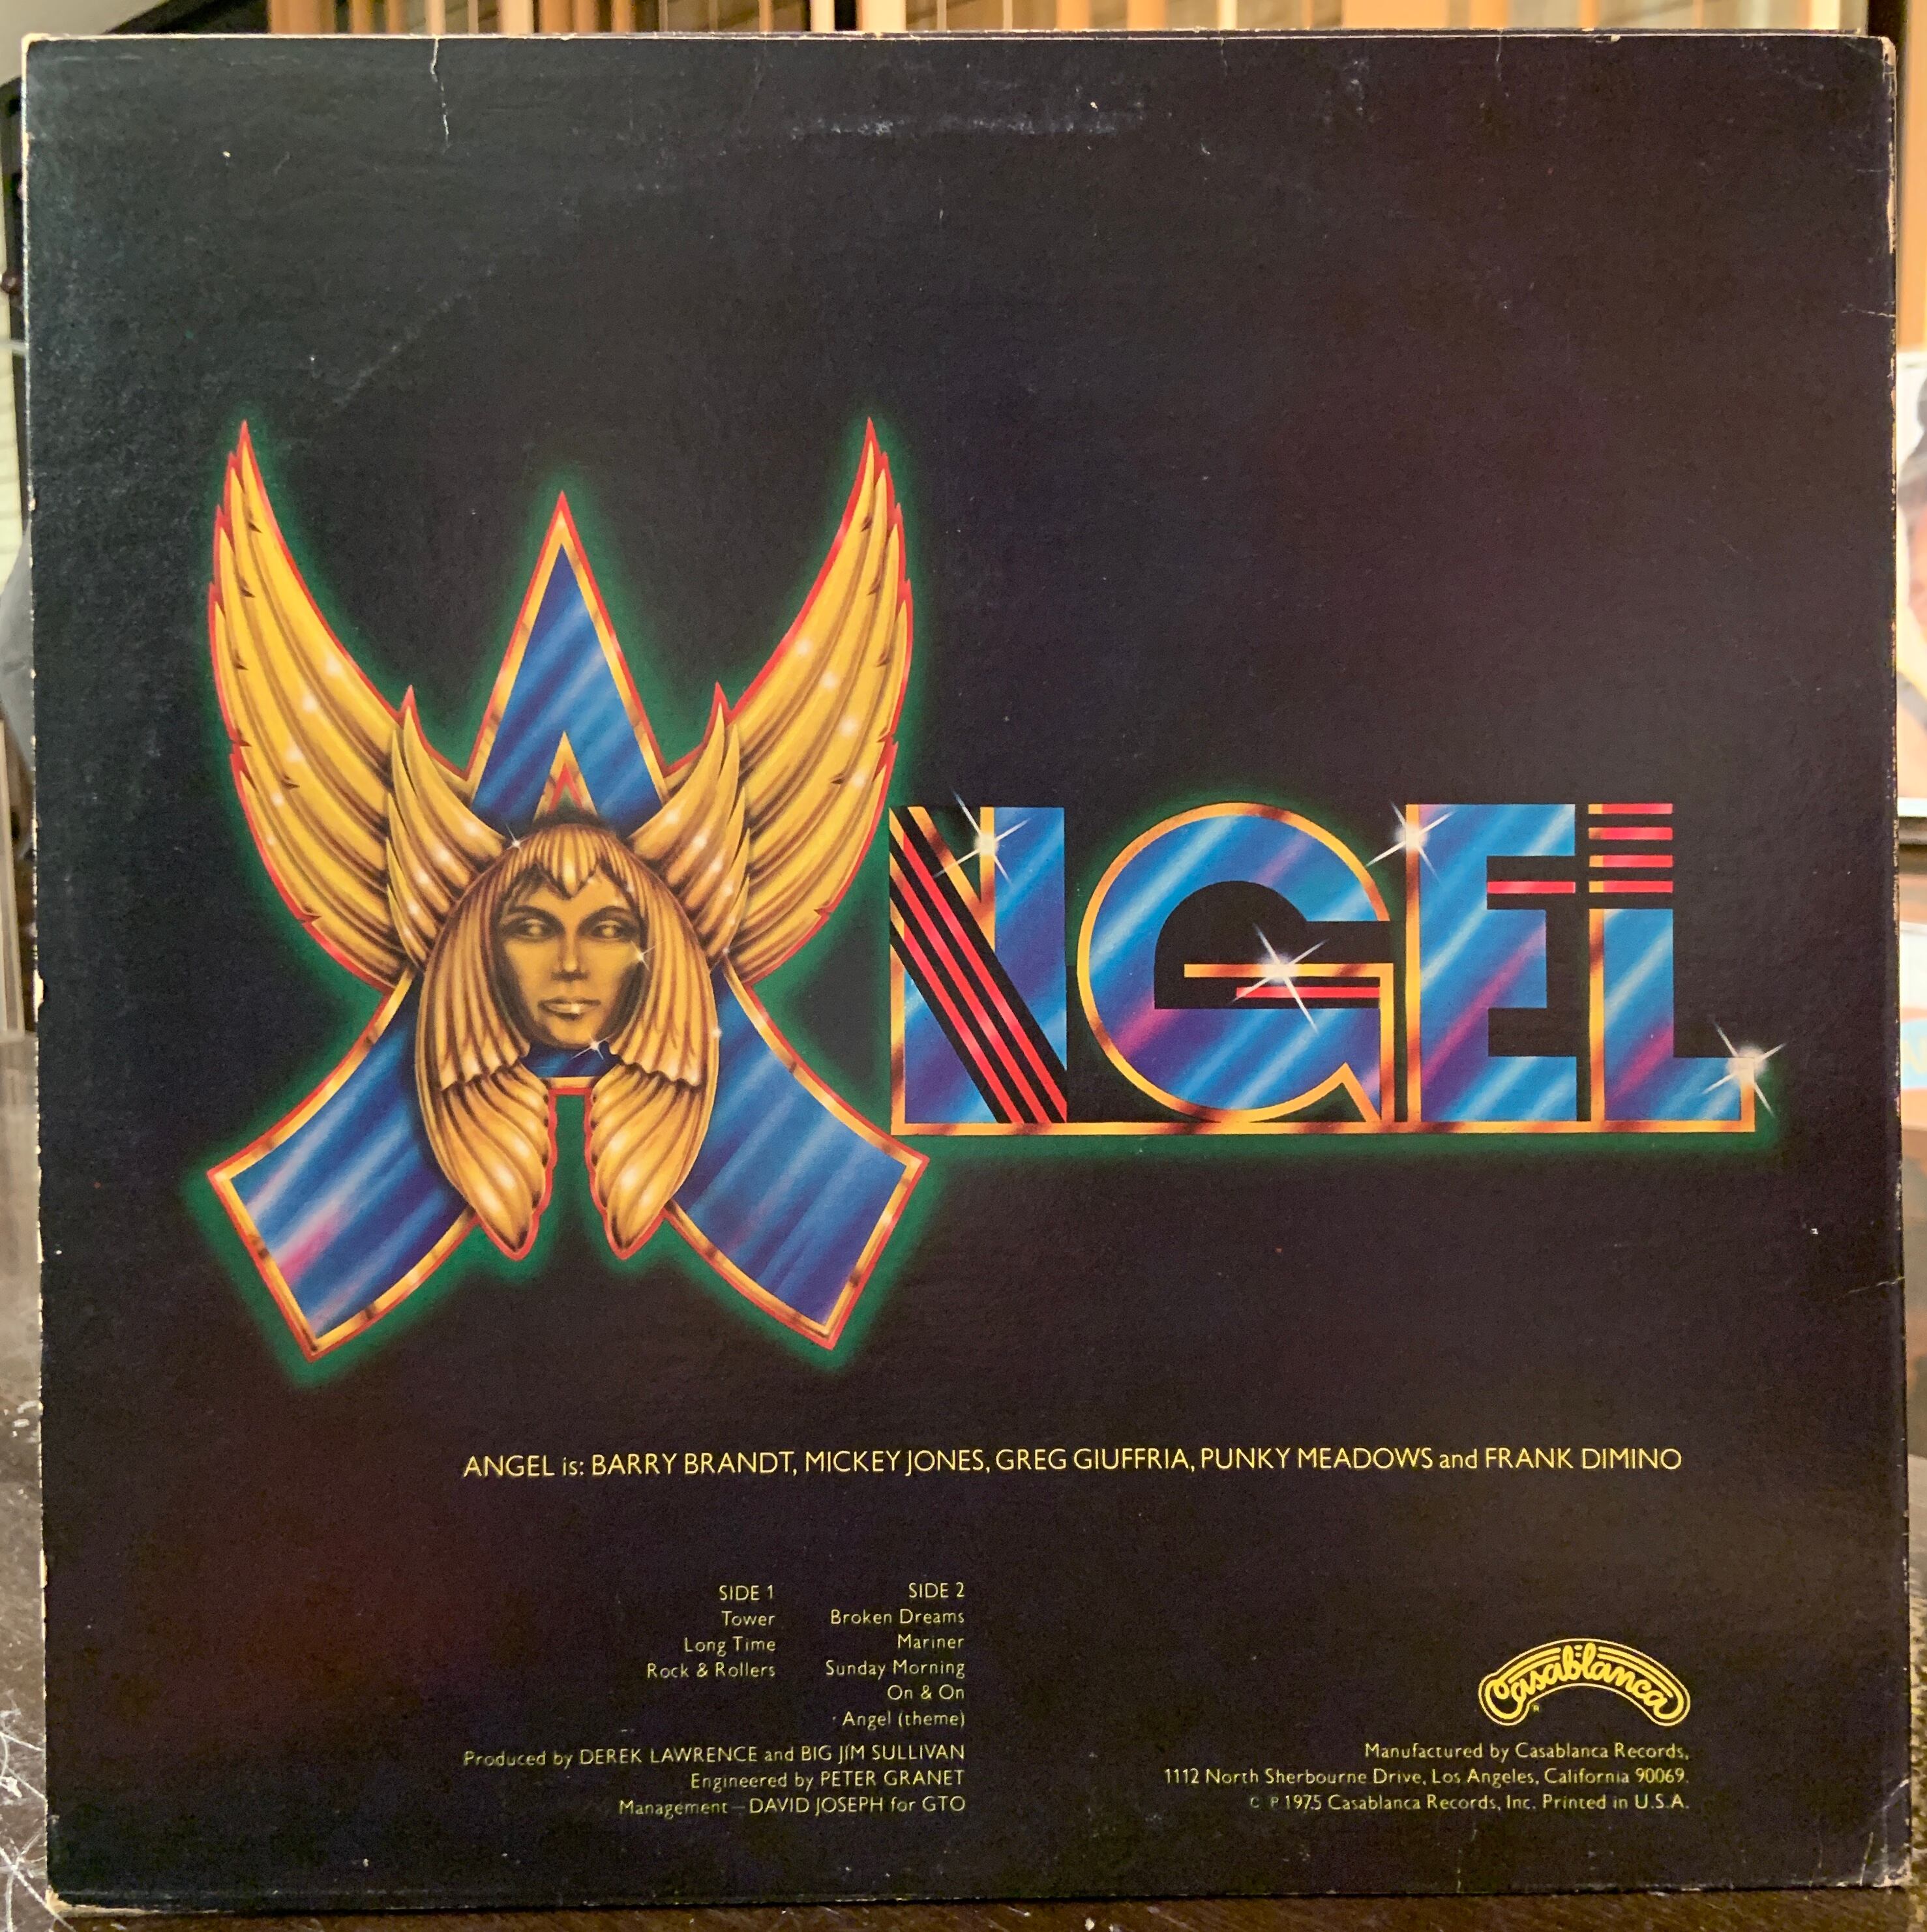 ANGEL
ANGEL is: BARRY BRANDT, MICKEY JONES, GREG GIUFFRIA, PUNKY MEADOWS and FRANK DIMINO
SIDE 1
Tower
Long Time
Rock & Rollers
SIDE 2
Broken Dreams
Mariner
Sunday Morning
On & On
Angel (theme)
Produced by DEREK LAWRENCE and BIG JIM SULLIVAN
Engineered by PETER GRANET
Management — DAVID JOSEPH for GTO
Casablanca ®
Manufactured by Casablanca Records,
1112 North Sherbourne Drive, Los Angeles, California 90069.
C P 1975 Casablanca Records, Inc. Printed in U.S.A.